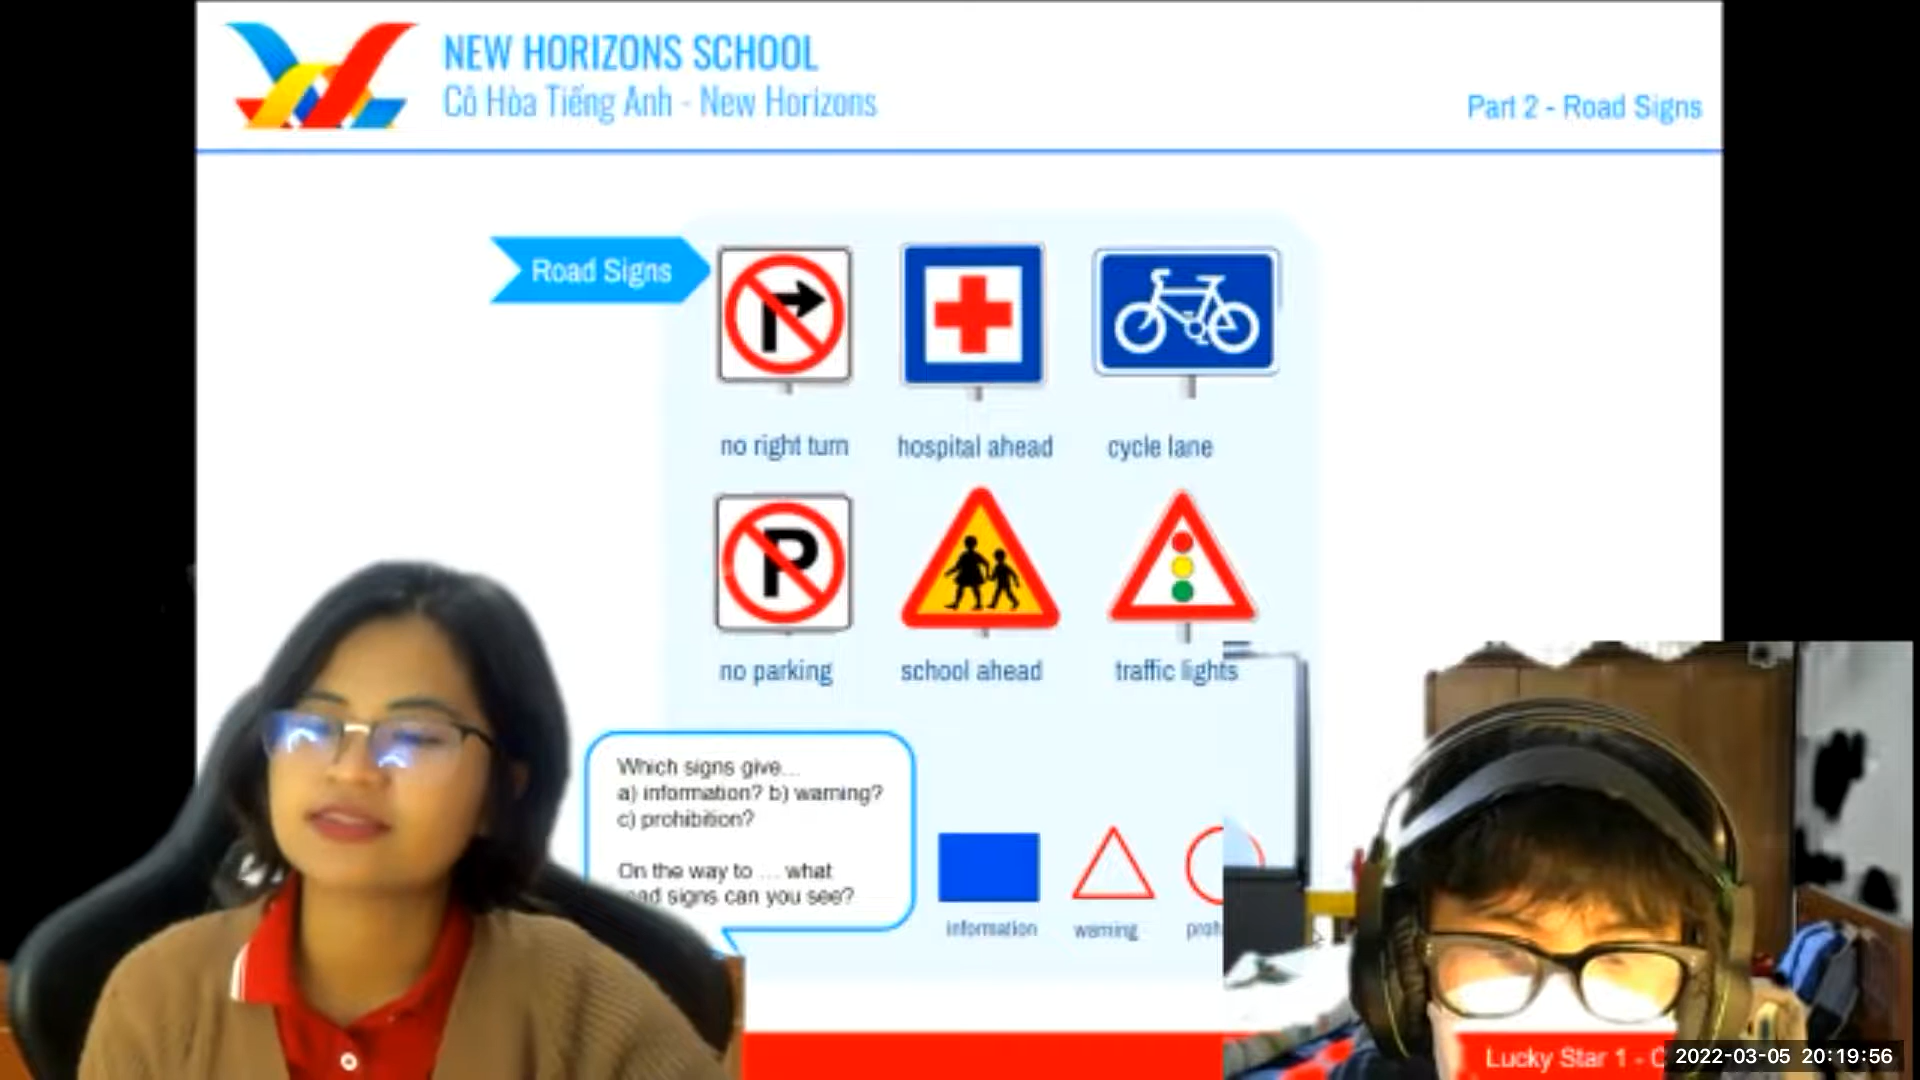 NEW HORIZONS SCHOOL
Cô Hòa Tiếng Anh - New Horizons
Part 2 - Road Signs
Road Signs
no right turn
hospital ahead
cycle lane
P
no parking
school ahead
traffic lights
Which signs give...
a) information? b) warning?
c) prohibition?
On the way to ... what
signs can you see?
information
warning
Lucky Star 1 -
2022-03-05 20:19:56